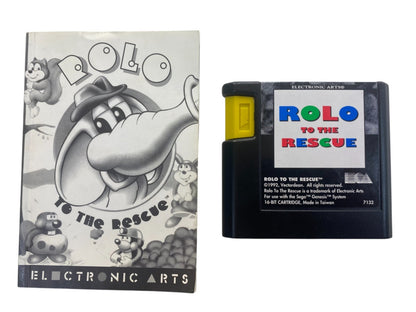 ROLO
TO THE RESCUE
ELECTRONIC ARTS
ELECTRONIC ARTS®
ROLO
TO THE
RESCUE
ROLO TO THE RESCUE™
©1992, Vectordean. All rights reserved.
Rolo To The Rescue is a trademark of Electronic Arts
For use with the Sega™ Genesis™ System
16-BIT CARTRIDGE, Made in Taiwan 7132
EA